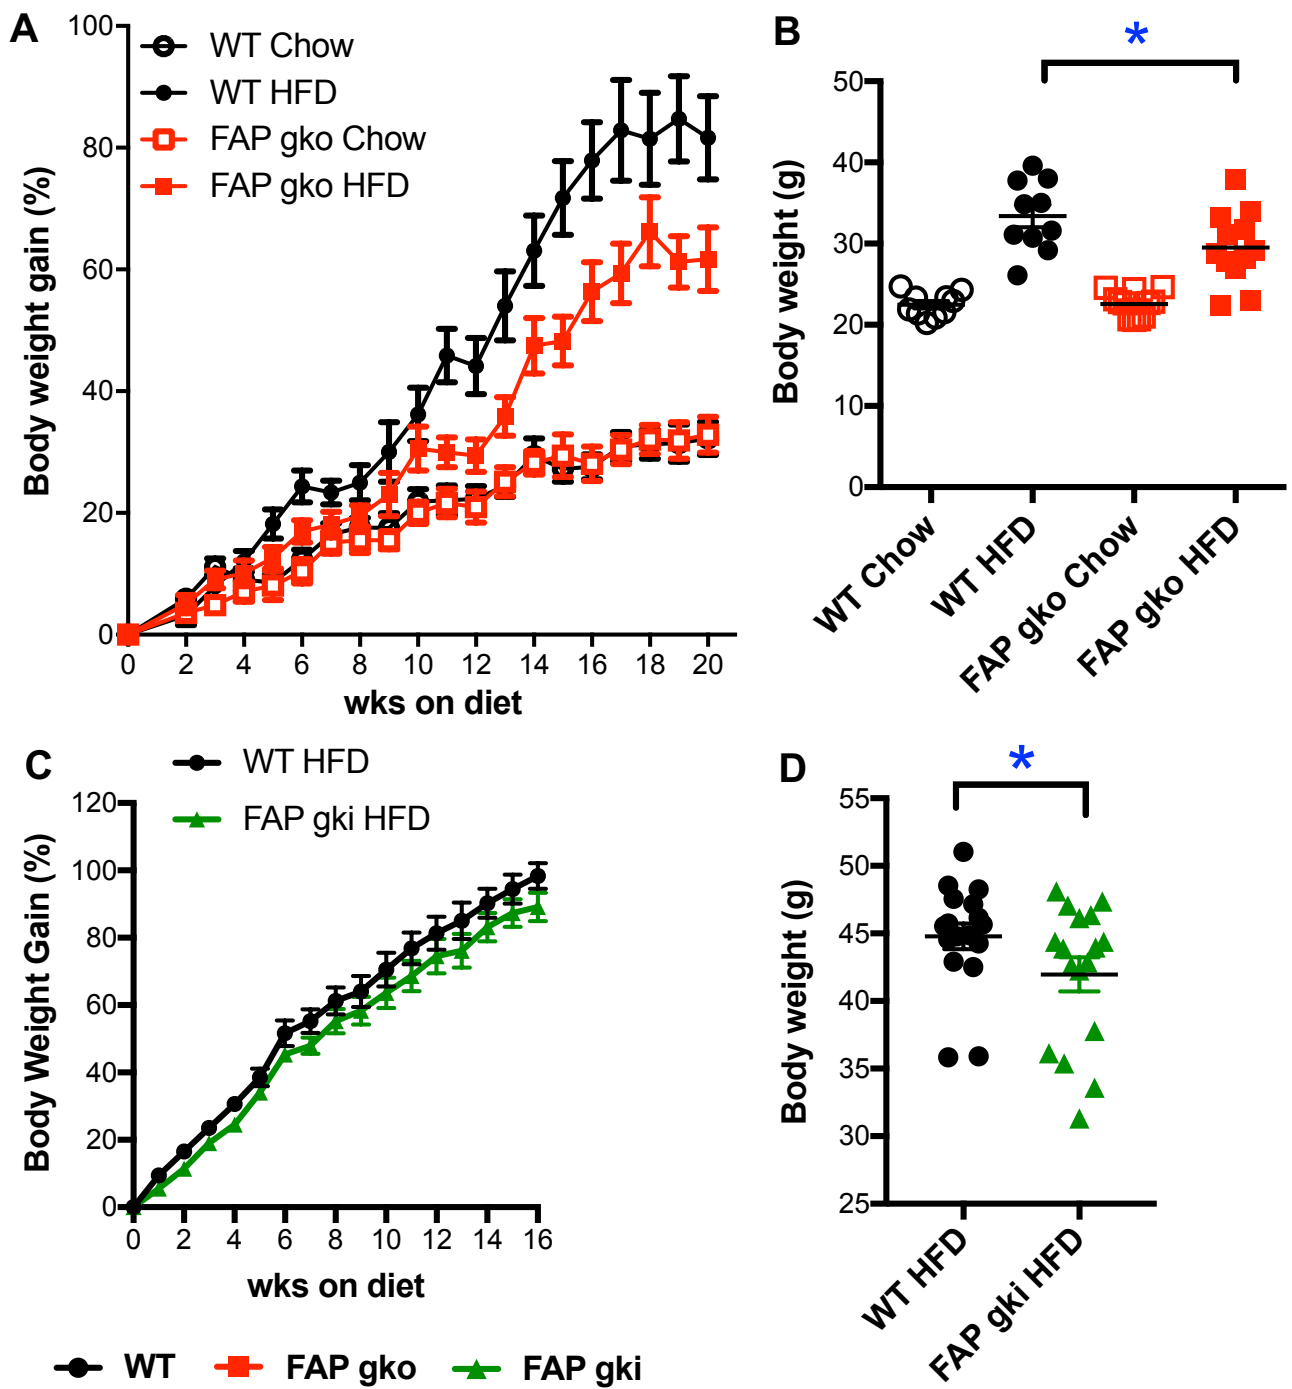 A
WT Chow
WT HFD
FAP gko Chow
FAP gko HFD
Body weight gain (%)
100
80
60
40
20
0
0 2 4 6 8 10 12 14 16 18 20
wks on diet
B
*
Body weight (g)
50
40
30
20
10
0
WT Chow
WT HFD
FAP gko Chow
FAP gko HFD
C
WT HFD
FAP gki HFD
Body Weight Gain (%)
120
100
80
60
40
20
0
0 2 4 6 8 10 12 14 16
wks on diet
D
*
Body weight (g)
55
50
45
40
35
30
25
WT HFD
FAP gki HFD
WT FAP gko FAP gki